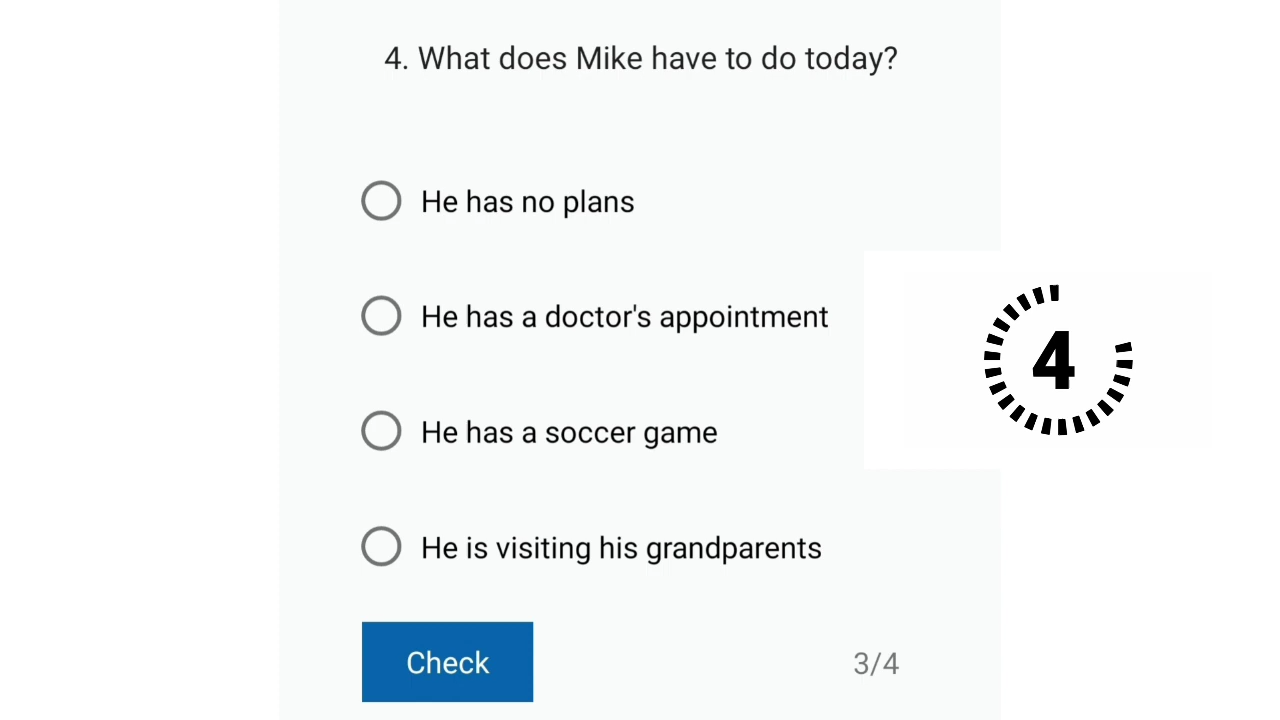 4. What does Mike have to do today?
He has no plans
He has a doctor's appointment
4
He has a soccer game
He is visiting his grandparents
Check
3/4